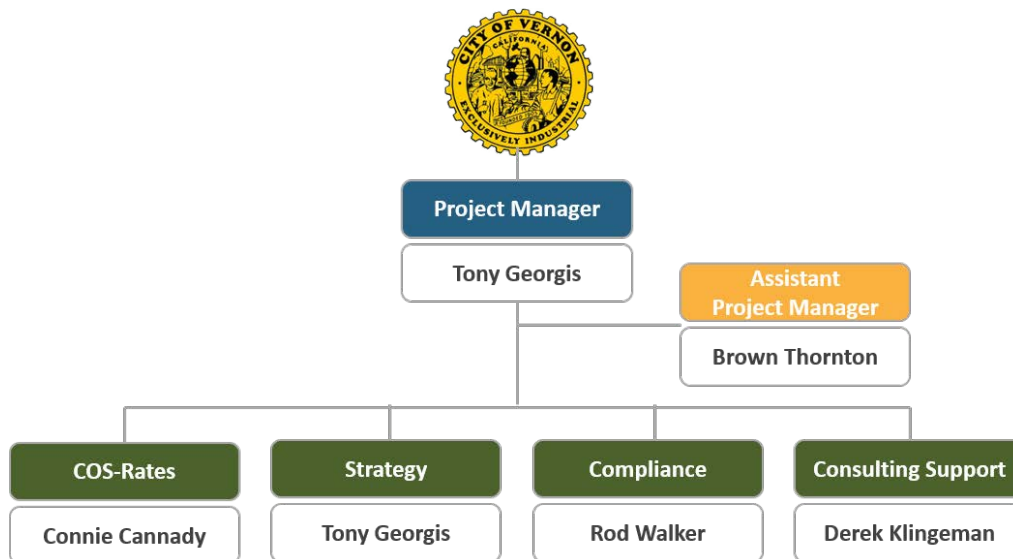 CITY OF VERNON
CALIFORNIA
EXCLUSIVELY INDUSTRIAL
Project Manager
Tony Georgis
Assistant
Project Manager
Brown Thornton
COS-Rates
Strategy
Compliance
Consulting Support
Connie Cannady
Tony Georgis
Rod Walker
Derek Klingeman